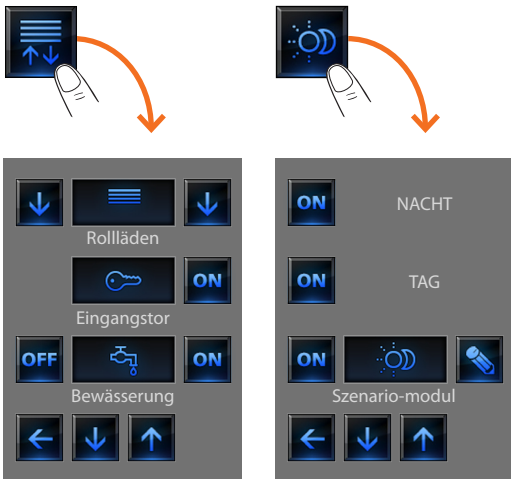 Rollläden
ON
Eingangstor
OFF
ON
Bewässerung
ON
NACHT
ON
TAG
ON
Szenario-modul